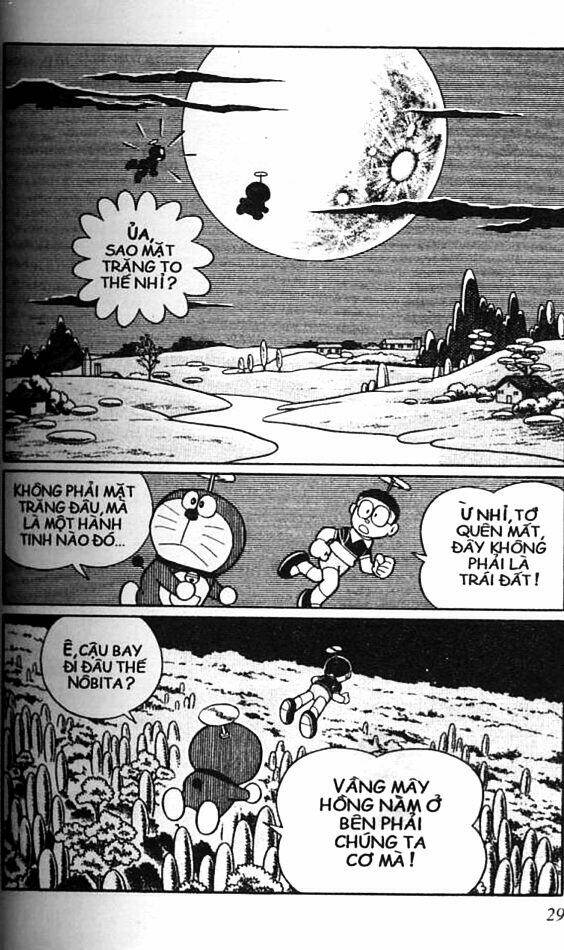 ỦA,
SAO MẶT
TRĂNG TO
THẾ NHỈ?
KHÔNG PHẢI MẶT
TRĂNG ĐÂU, MÀ
LÀ MỘT HÀNH
TINH NÀO ĐÓ...
Ừ NHỈ, TỚ
QUÊN MẤT,
ĐÂY KHÔNG
PHẢI LÀ
TRÁI ĐẤT!
Ê, CẬU BAY
ĐI ĐÂU THẾ
NÔBITA?
VẦNG MÂY
HỒNG NẰM Ở
BÊN PHẢI
CHÚNG TA
CƠ MÀ!
29